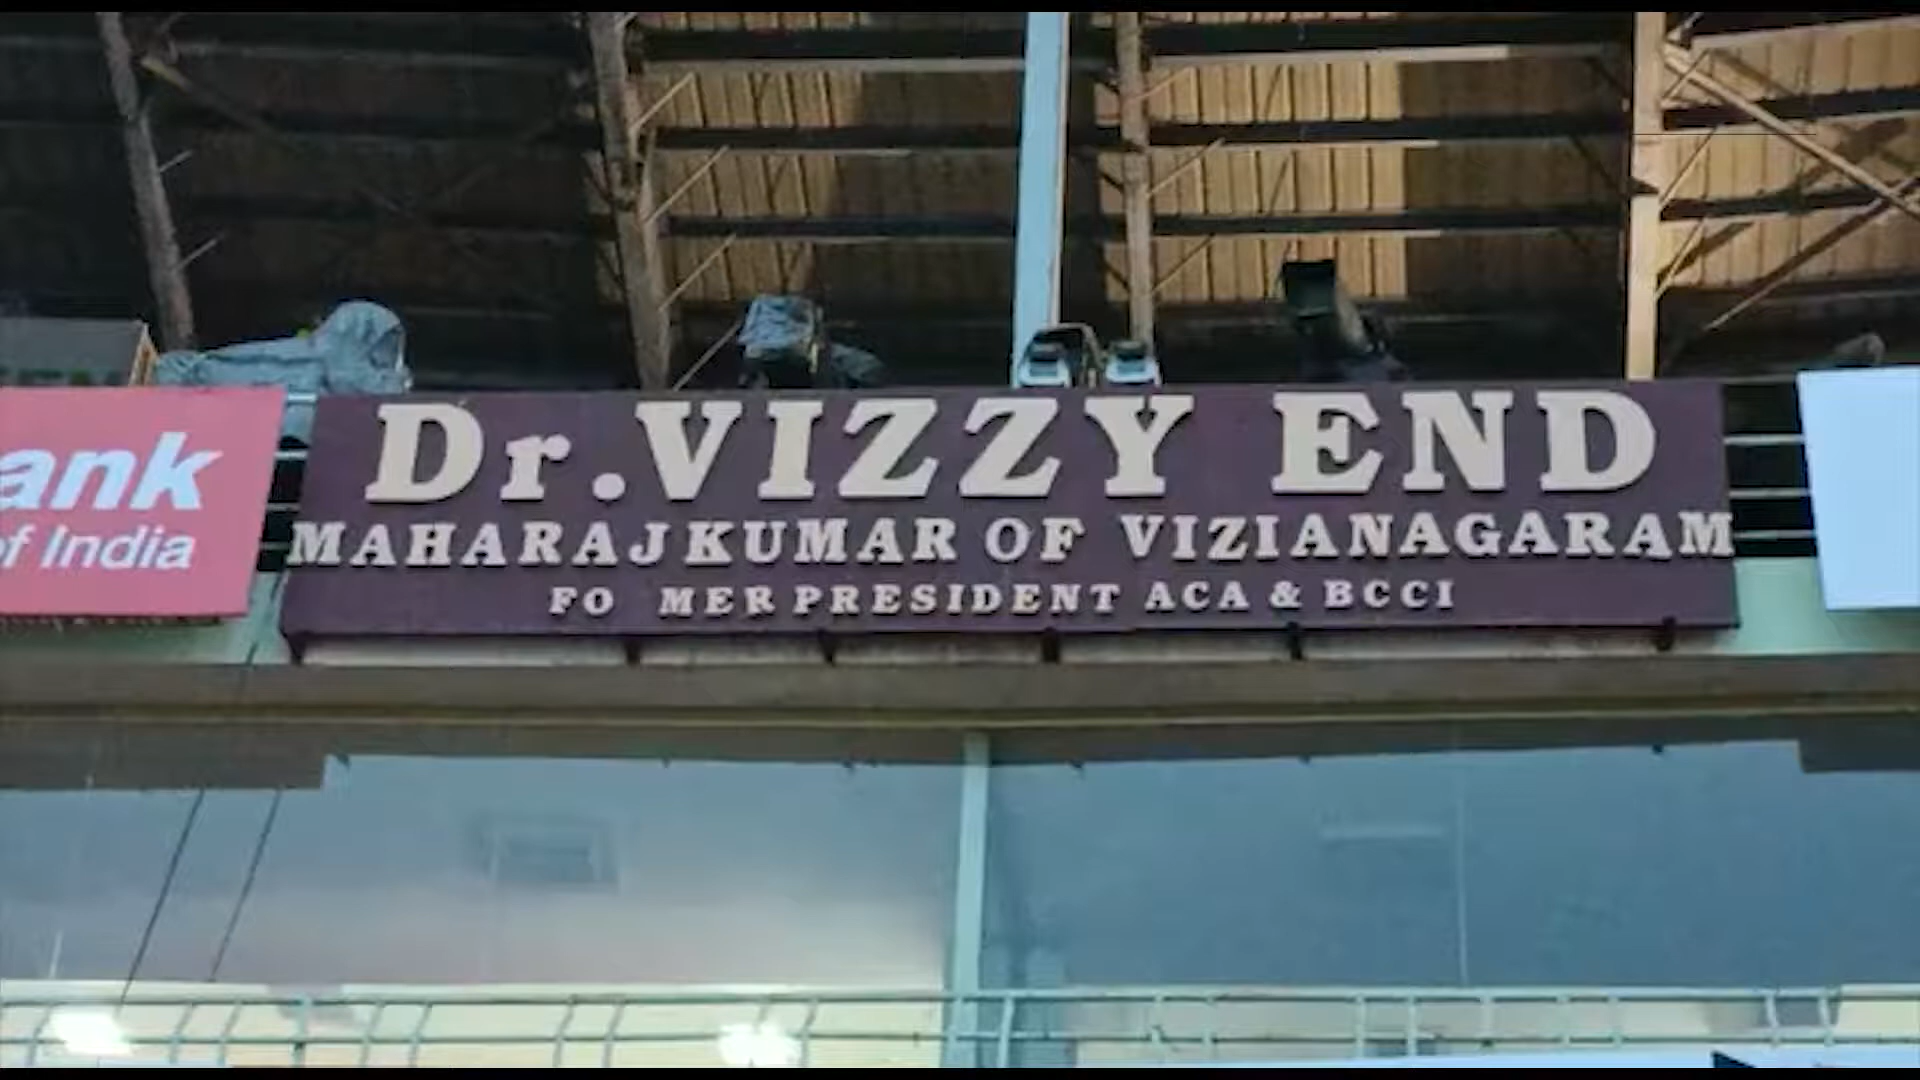 Dr.VIZZY END
MAHARAJKUMAR OF VIZIANAGARAM
FO MER PRESIDENT ACA & BCCI
ank
of India